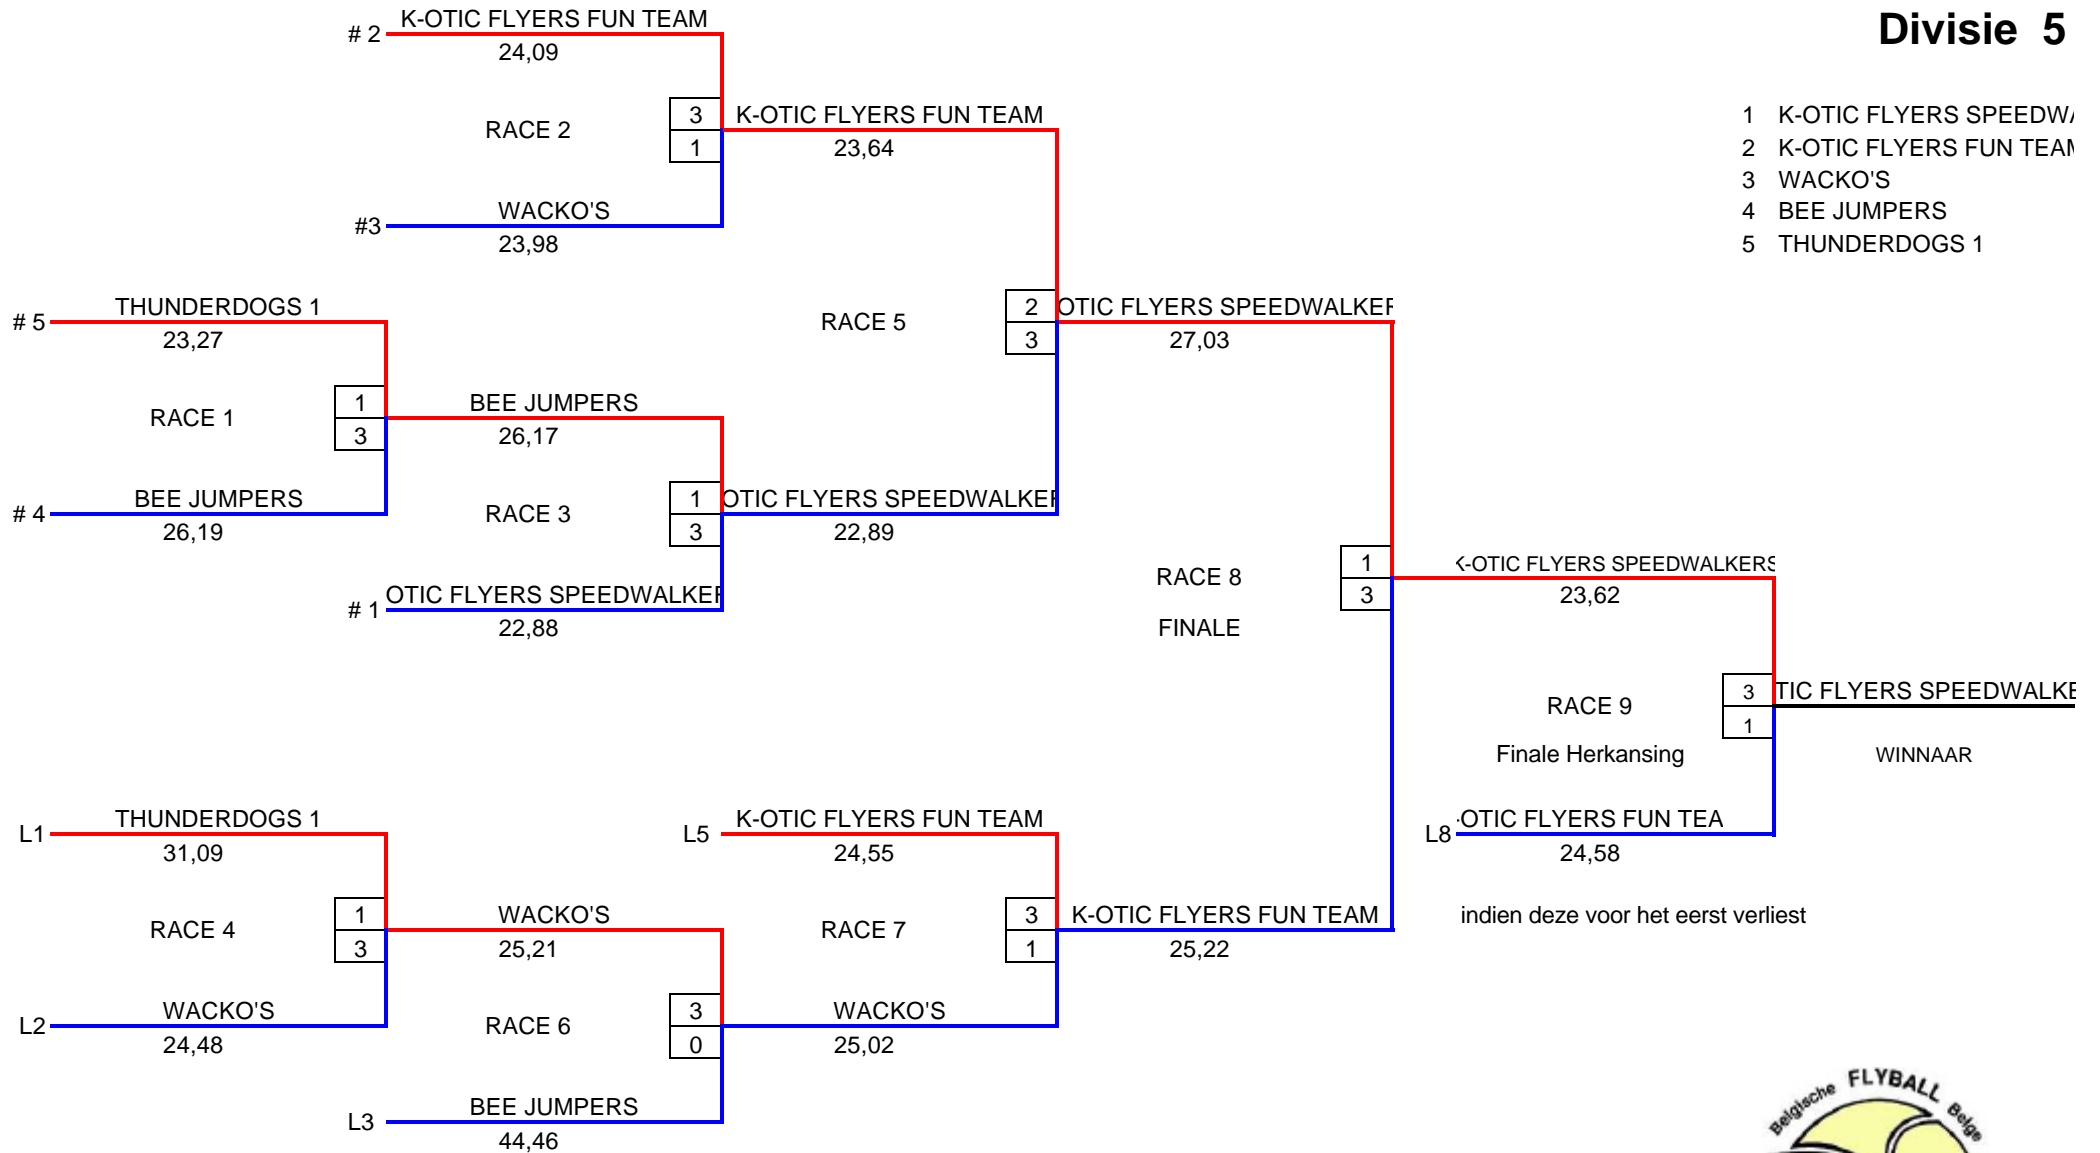 Divisie 5
1 K-OTIC FLYERS SPEEDWA
2 K-OTIC FLYERS FUN TEAM
3 WACKO'S
4 BEE JUMPERS
5 THUNDERDOGS 1
# 2 K-OTIC FLYERS FUN TEAM
24,09
RACE 2
3
1
#3 WACKO'S
23,98
K-OTIC FLYERS FUN TEAM
23,64
# 5 THUNDERDOGS 1
23,27
RACE 1
1
3
# 4 BEE JUMPERS
26,19
BEE JUMPERS
26,17
RACE 3
1
3
# 1 OTIC FLYERS SPEEDWALKER
22,88
RACE 5
2
3
OTIC FLYERS SPEEDWALKER
22,89
OTIC FLYERS SPEEDWALKER
27,03
RACE 8
1
3
FINALE
K-OTIC FLYERS SPEEDWALKERS
23,62
RACE 9
3
1
Finale Herkansing
TIC FLYERS SPEEDWALKE
WINNAAR
L8 OTIC FLYERS FUN TEA
24,58
indien deze voor het eerst verliest
L1 THUNDERDOGS 1
31,09
RACE 4
1
3
L2 WACKO'S
24,48
WACKO'S
25,21
RACE 6
3
0
L3 BEE JUMPERS
44,46
L5 K-OTIC FLYERS FUN TEAM
24,55
RACE 7
3
1
WACKO'S
25,02
K-OTIC FLYERS FUN TEAM
25,22
Belgische FLYBALL Belge